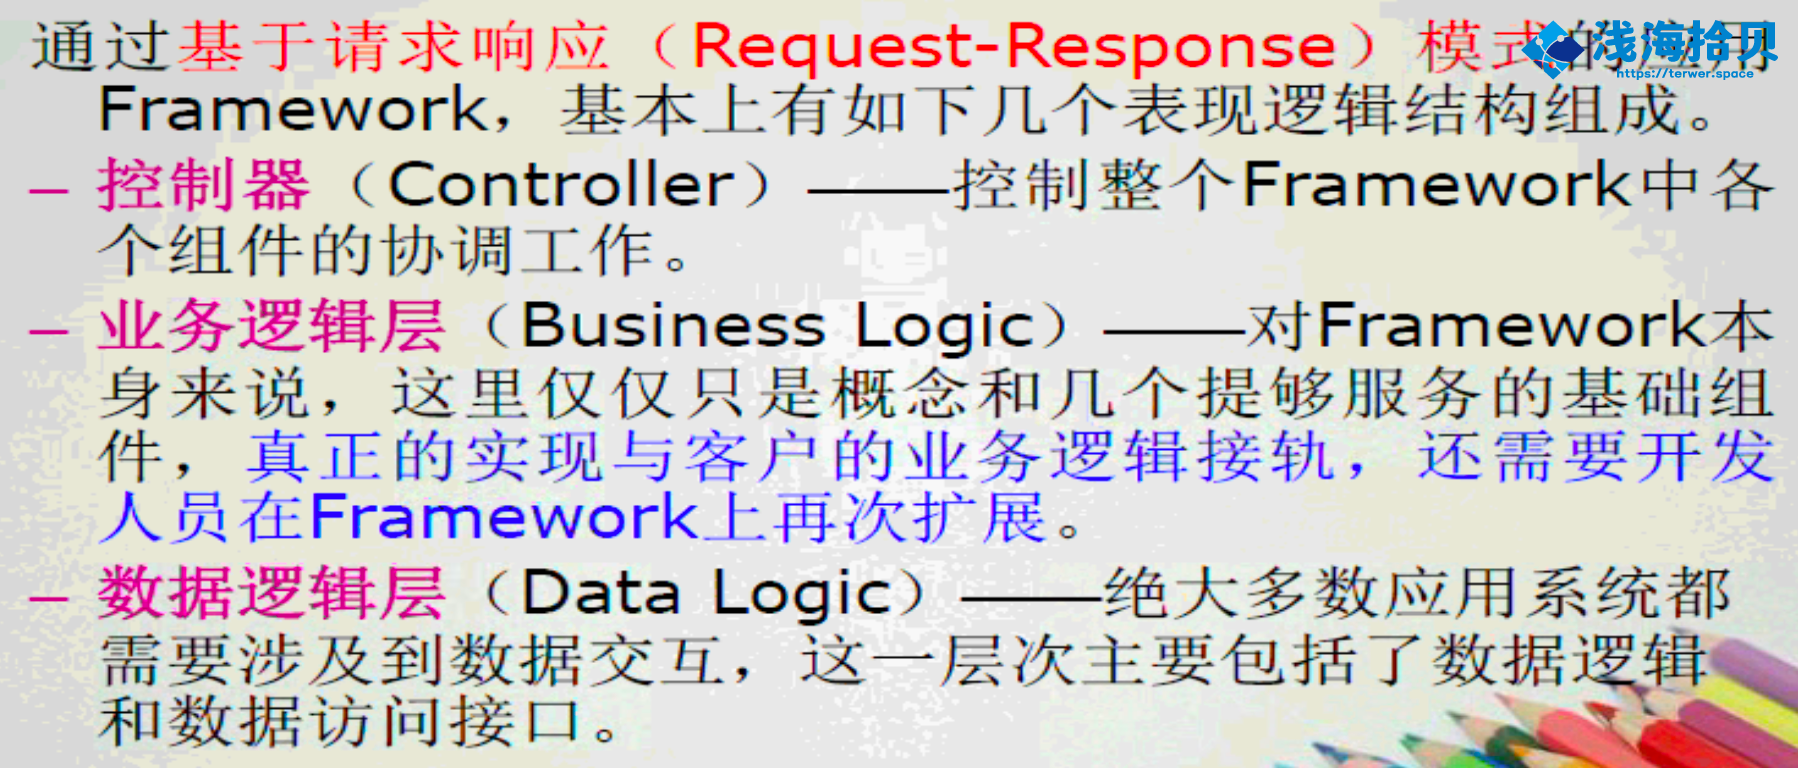 通过基于请求响应（Request-Response）模式的应用
浅海拾贝
https://terwer.space
Framework，基本上有如下几个表现逻辑结构组成。
– 控制器（Controller）——控制整个Framework中各
个组件的协调工作。
– 业务逻辑层（Business Logic）——对Framework本
身来说，这里仅仅只是概念和几个提够服务的基础组
件，真正的实现与客户的业务逻辑接轨，还需要开发
人员在Framework上再次扩展。
– 数据逻辑层（Data Logic）——绝大多数应用系统都
需要涉及到数据交互，这一层次主要包括了数据逻辑
和数据访问接口。